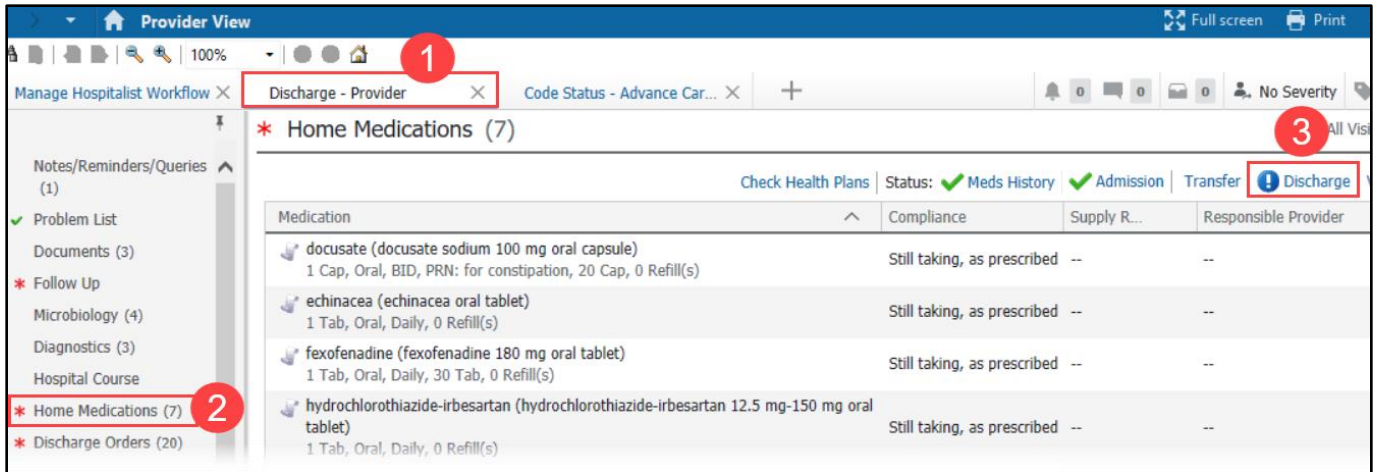 Provider View
Full screen
Print
100%
1
Manage Hospitalist Workflow
Discharge - Provider
Code Status - Advance Car...
0
0
0
No Severity
Home Medications (7)
3
All
Notes/Reminders/Queries
(1)
Problem List
Documents (3)
Follow Up
Microbiology (4)
Diagnostics (3)
Hospital Course
Home Medications (7)
2
Discharge Orders (20)
Check Health Plans
Status:
Meds History
Admission
Transfer
Discharge
Medication
Compliance
Supply R...
Responsible Provider
docusate (docusate sodium 100 mg oral capsule)
1 Cap, Oral, BID, PRN: for constipation, 20 Cap, 0 Refill(s)
Still taking, as prescribed -- --
echinacea (echinacea oral tablet)
1 Tab, Oral, Daily, 0 Refill(s)
Still taking, as prescribed -- --
fexofenadine (fexofenadine 180 mg oral tablet)
1 Tab, Oral, Daily, 30 Tab, 0 Refill(s)
Still taking, as prescribed -- --
hydrochlorothiazide-irbesartan (hydrochlorothiazide-irbesartan 12.5 mg-150 mg oral
tablet)
1 Tab, Oral, Daily, 0 Refill(s)
Still taking, as prescribed -- --